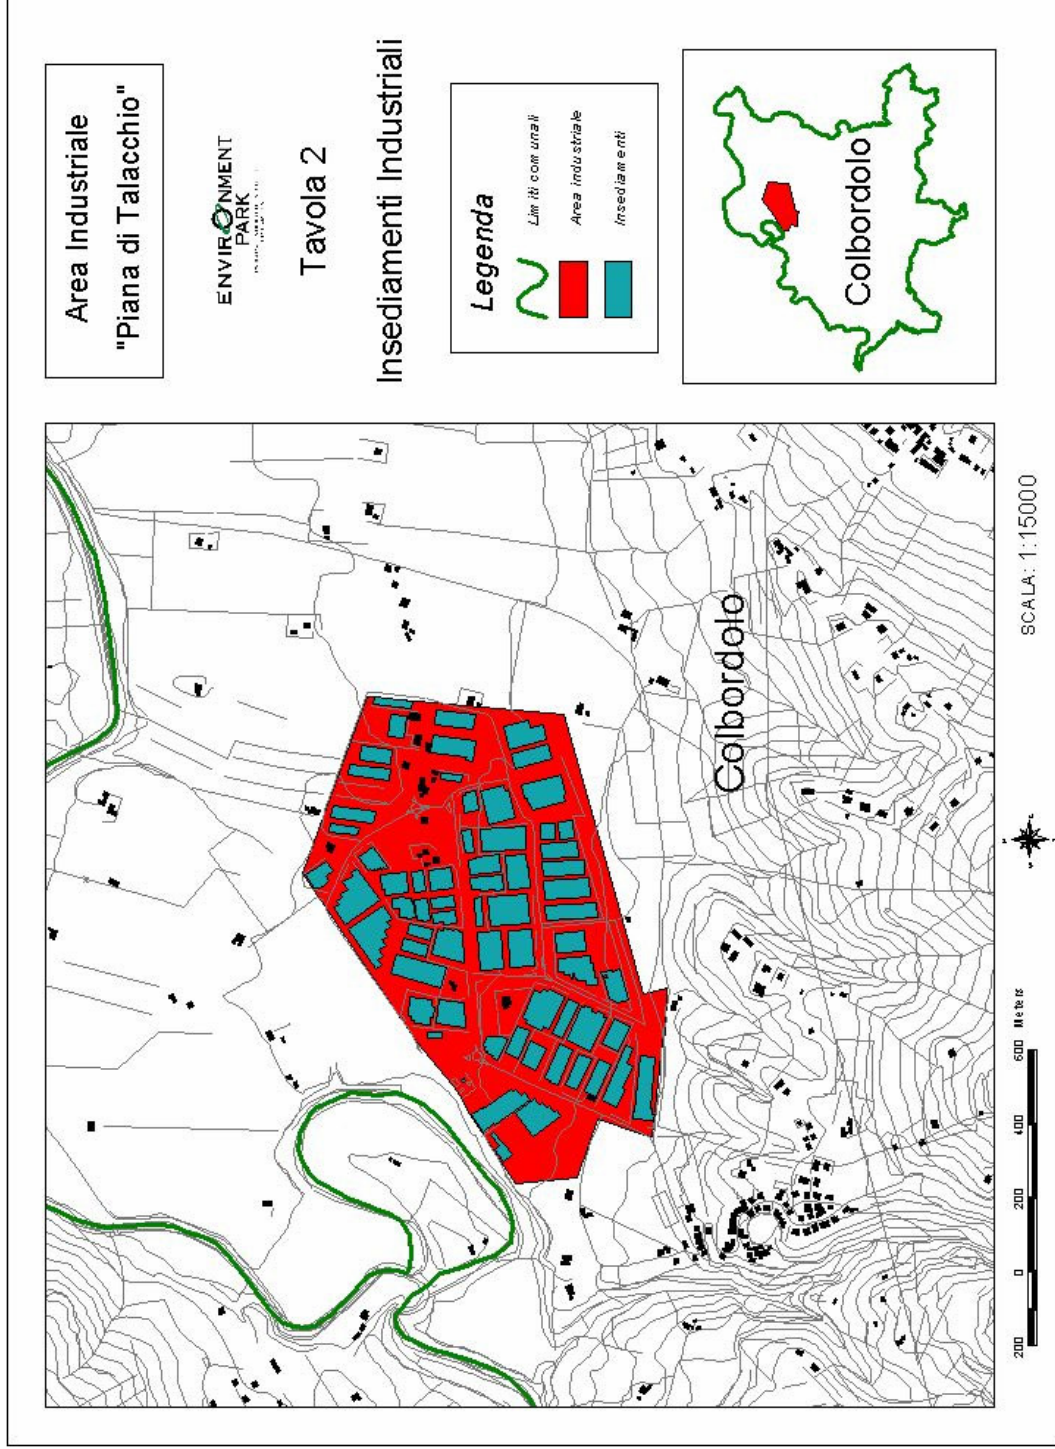 Area Industriale
"Piana di Talacchio"
ENVIRONMENT
PARK
Tavola 2
Insediamenti Industriali
Legenda
Limiti comunali
Area industriale
Insediamenti
Colbordolo
Colbordolo
SCALA: 1:15000
200 0 200 400 600 Meters